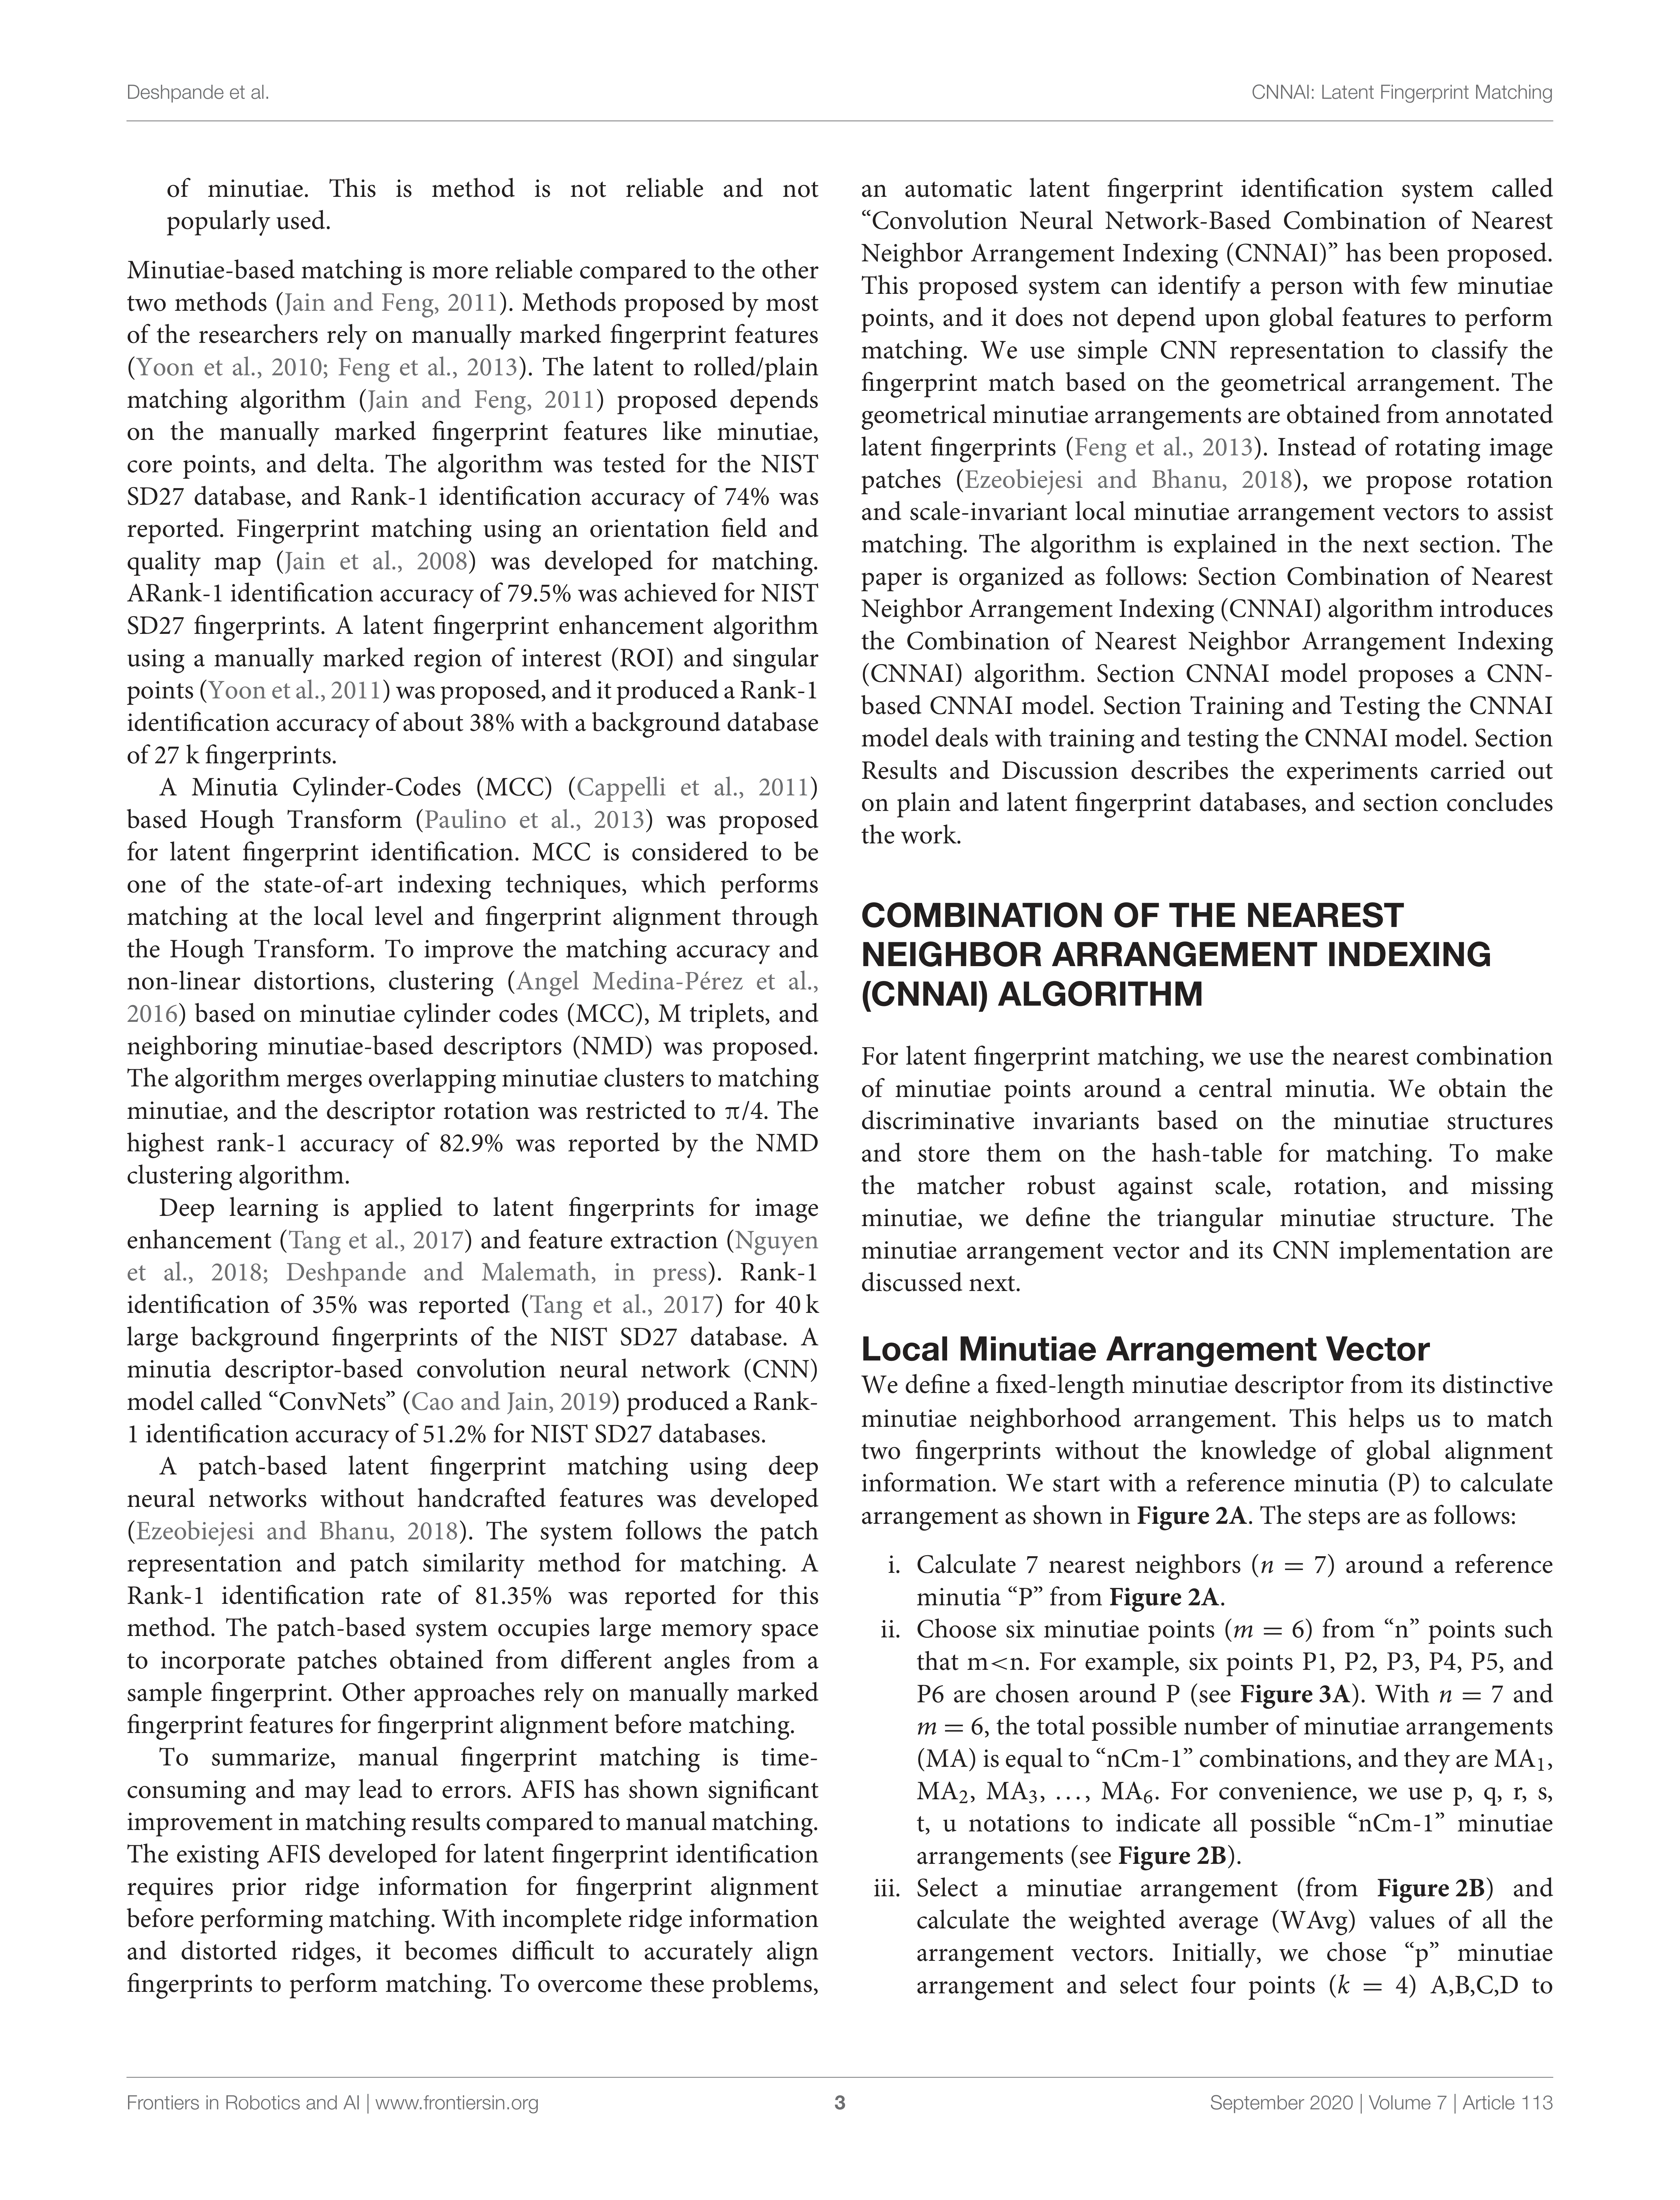 Deshpande et al.
CNNAI: Latent Fingerprint Matching
of minutiae. This is method is not reliable and not
popularly used.
Minutiae-based matching is more reliable compared to the other
two methods (Jain and Feng, 2011). Methods proposed by most
of the researchers rely on manually marked fingerprint features
(Yoon et al., 2010; Feng et al., 2013). The latent to rolled/plain
matching algorithm (Jain and Feng, 2011) proposed depends
on the manually marked fingerprint features like minutiae,
core points, and delta. The algorithm was tested for the NIST
SD27 database, and Rank-1 identification accuracy of 74% was
reported. Fingerprint matching using an orientation field and
quality map (Jain et al., 2008) was developed for matching.
ARank-1 identification accuracy of 79.5% was achieved for NIST
SD27 fingerprints. A latent fingerprint enhancement algorithm
using a manually marked region of interest (ROI) and singular
points (Yoon et al., 2011) was proposed, and it produced a Rank-1
identification accuracy of about 38% with a background database
of 27 k fingerprints.
A Minutia Cylinder-Codes (MCC) (Cappelli et al., 2011)
based Hough Transform (Paulino et al., 2013) was proposed
for latent fingerprint identification. MCC is considered to be
one of the state-of-art indexing techniques, which performs
matching at the local level and fingerprint alignment through
the Hough Transform. To improve the matching accuracy and
non-linear distortions, clustering (Angel Medina-Pérez et al.,
2016) based on minutiae cylinder codes (MCC), M triplets, and
neighboring minutiae-based descriptors (NMD) was proposed.
The algorithm merges overlapping minutiae clusters to matching
minutiae, and the descriptor rotation was restricted to π/4. The
highest rank-1 accuracy of 82.9% was reported by the NMD
clustering algorithm.
Deep learning is applied to latent fingerprints for image
enhancement (Tang et al., 2017) and feature extraction (Nguyen
et al., 2018; Deshpande and Malemath, in press). Rank-1
identification of 35% was reported (Tang et al., 2017) for 40 k
large background fingerprints of the NIST SD27 database. A
minutia descriptor-based convolution neural network (CNN)
model called “ConvNets” (Cao and Jain, 2019) produced a Rank-
1 identification accuracy of 51.2% for NIST SD27 databases.
A patch-based latent fingerprint matching using deep
neural networks without handcrafted features was developed
(Ezeobiejesi and Bhanu, 2018). The system follows the patch
representation and patch similarity method for matching. A
Rank-1 identification rate of 81.35% was reported for this
method. The patch-based system occupies large memory space
to incorporate patches obtained from different angles from a
sample fingerprint. Other approaches rely on manually marked
fingerprint features for fingerprint alignment before matching.
To summarize, manual fingerprint matching is time-
consuming and may lead to errors. AFIS has shown significant
improvement in matching results compared to manual matching.
The existing AFIS developed for latent fingerprint identification
requires prior ridge information for fingerprint alignment
before performing matching. With incomplete ridge information
and distorted ridges, it becomes difficult to accurately align
fingerprints to perform matching. To overcome these problems,
an automatic latent fingerprint identification system called
“Convolution Neural Network-Based Combination of Nearest
Neighbor Arrangement Indexing (CNNAI)” has been proposed.
This proposed system can identify a person with few minutiae
points, and it does not depend upon global features to perform
matching. We use simple CNN representation to classify the
fingerprint match based on the geometrical arrangement. The
geometrical minutiae arrangements are obtained from annotated
latent fingerprints (Feng et al., 2013). Instead of rotating image
patches (Ezeobiejesi and Bhanu, 2018), we propose rotation
and scale-invariant local minutiae arrangement vectors to assist
matching. The algorithm is explained in the next section. The
paper is organized as follows: Section Combination of Nearest
Neighbor Arrangement Indexing (CNNAI) algorithm introduces
the Combination of Nearest Neighbor Arrangement Indexing
(CNNAI) algorithm. Section CNNAI model proposes a CNN-
based CNNAI model. Section Training and Testing the CNNAI
model deals with training and testing the CNNAI model. Section
Results and Discussion describes the experiments carried out
on plain and latent fingerprint databases, and section concludes
the work.
COMBINATION OF THE NEAREST
NEIGHBOR ARRANGEMENT INDEXING
(CNNAI) ALGORITHM
For latent fingerprint matching, we use the nearest combination
of minutiae points around a central minutia. We obtain the
discriminative invariants based on the minutiae structures
and store them on the hash-table for matching. To make
the matcher robust against scale, rotation, and missing
minutiae, we define the triangular minutiae structure. The
minutiae arrangement vector and its CNN implementation are
discussed next.
Local Minutiae Arrangement Vector
We define a fixed-length minutiae descriptor from its distinctive
minutiae neighborhood arrangement. This helps us to match
two fingerprints without the knowledge of global alignment
information. We start with a reference minutia (P) to calculate
arrangement as shown in Figure 2A. The steps are as follows:
i. Calculate 7 nearest neighbors (n = 7) around a reference
minutia “P” from Figure 2A.
ii. Choose six minutiae points (m = 6) from “n” points such
that m<n. For example, six points P1, P2, P3, P4, P5, and
P6 are chosen around P (see Figure 3A). With n = 7 and
m = 6, the total possible number of minutiae arrangements
(MA) is equal to “nCm-1” combinations, and they are MA1,
MA2, MA3, ..., MA6. For convenience, we use p, q, r, s,
t, u notations to indicate all possible “nCm-1” minutiae
arrangements (see Figure 2B).
iii. Select a minutiae arrangement (from Figure 2B) and
calculate the weighted average (WAvg) values of all the
arrangement vectors. Initially, we chose “p” minutiae
arrangement and select four points (k = 4) A,B,C,D to
Frontiers in Robotics and AI | www.frontiersin.org
3
September 2020 | Volume 7 | Article 113